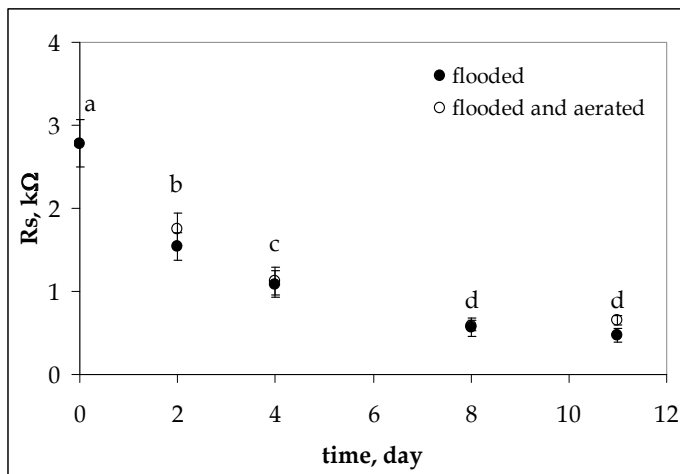 4
flooded
a
flooded and aerated
3
b
Rs, kΩ
2
c
1
d
d
0
0
2
4
6
8
10
12
time, day